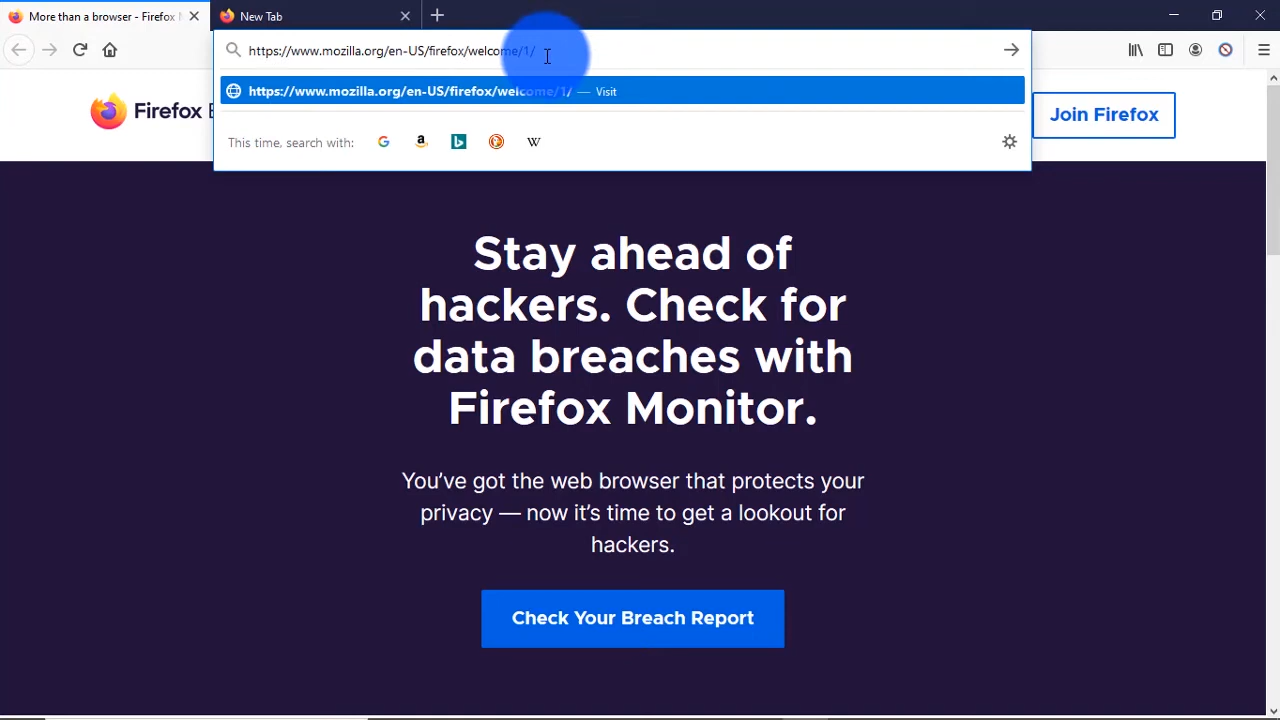 More than a browser - Firefox
New Tab
https://www.mozilla.org/en-US/firefox/welcome/1/
https://www.mozilla.org/en-US/firefox/welcome/1/ — Visit
This time, search with:
Firefox
Join Firefox
Stay ahead of
hackers. Check for
data breaches with
Firefox Monitor.
You’ve got the web browser that protects your
privacy — now it’s time to get a lookout for
hackers.
Check Your Breach Report